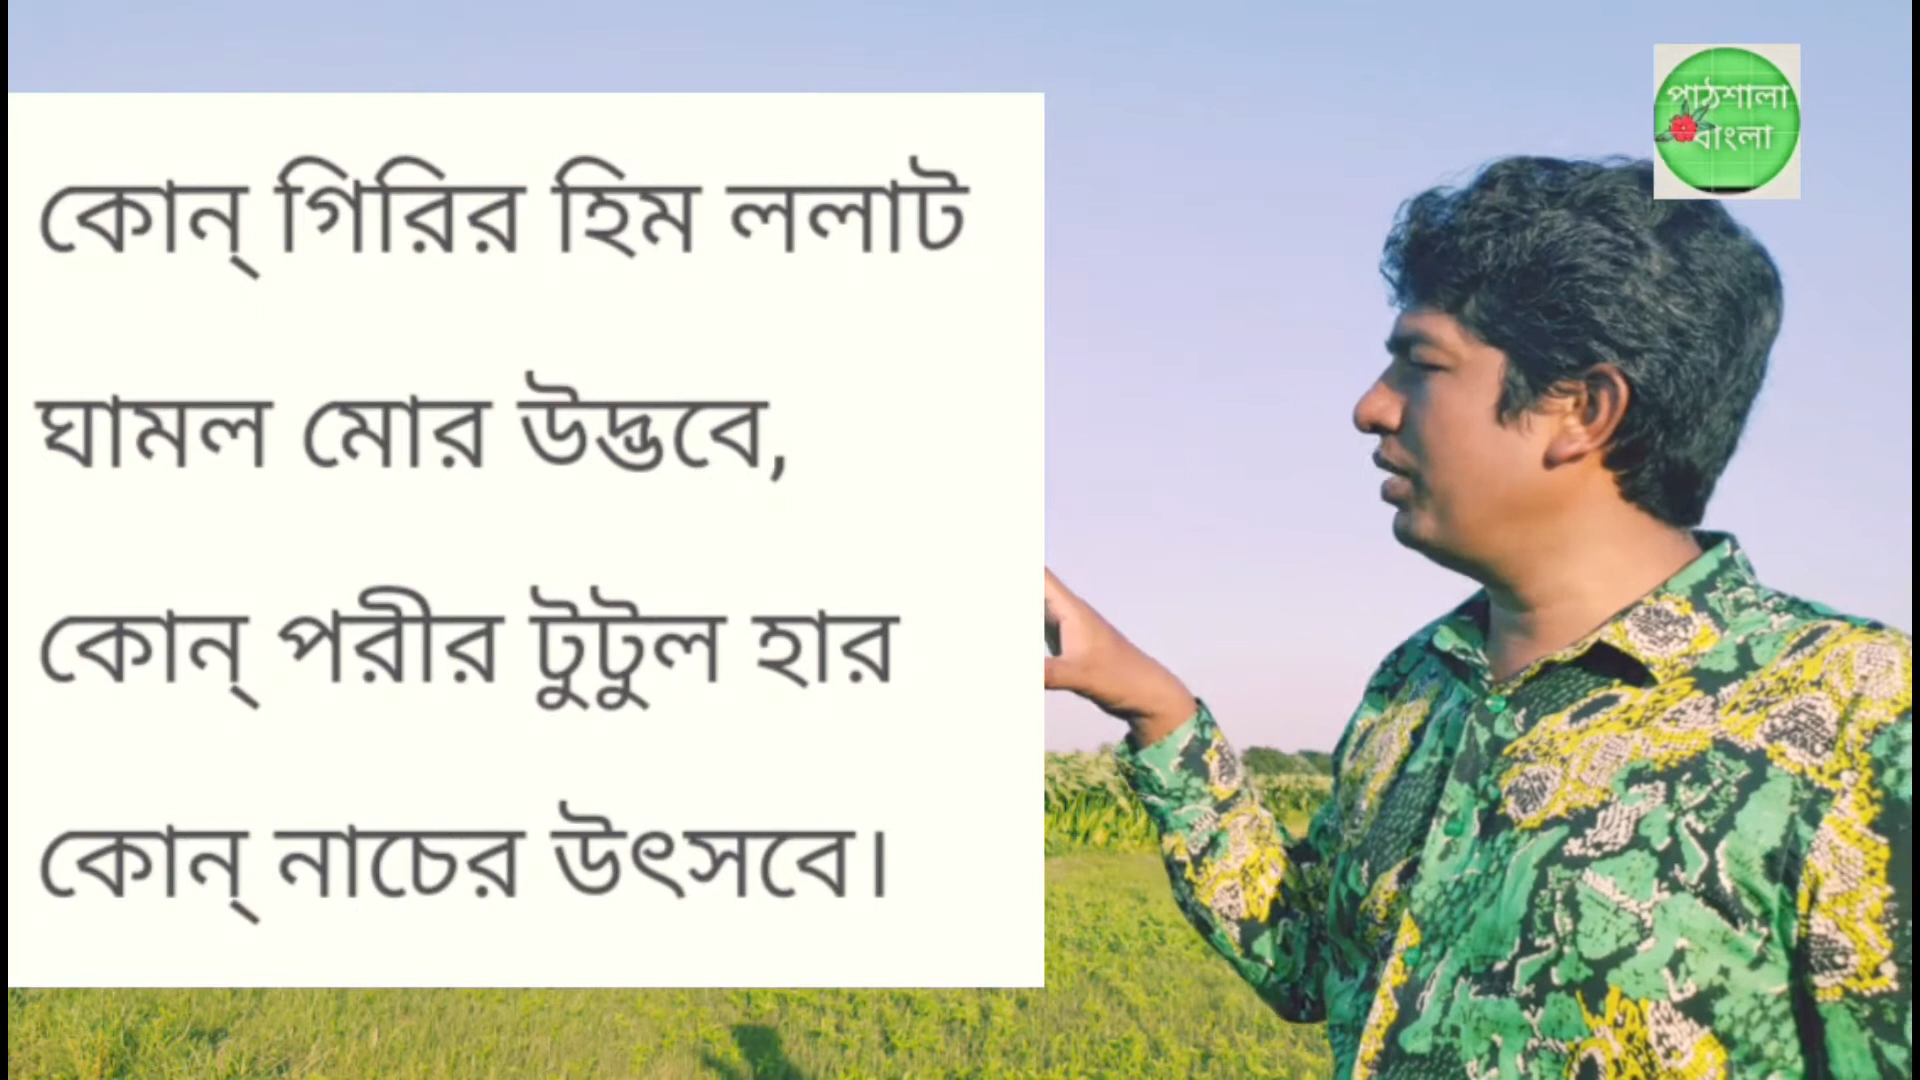 কোন্ গিরির হিম ললাট
ঘামল মোর উদ্ভবে,
কোন্ পরীর টুটুল হার
কোন্ নাচের উৎসবে।
পাঠশালা
বাংলা